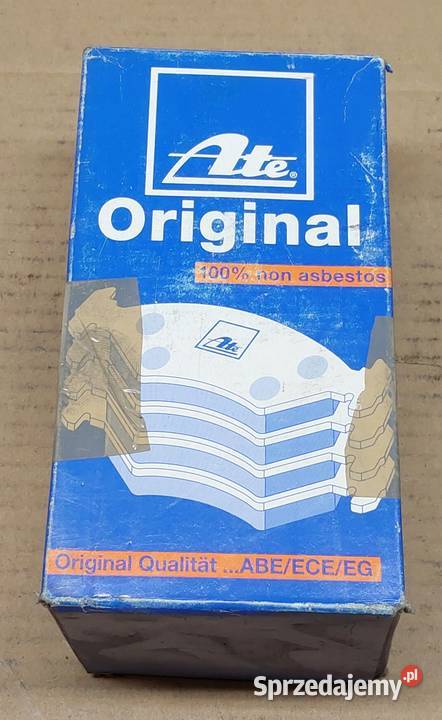 Ate®
Original
100% non asbestos
Ate
Original Qualität ...ABE/ECE/EG
Sprzedajemy.pl